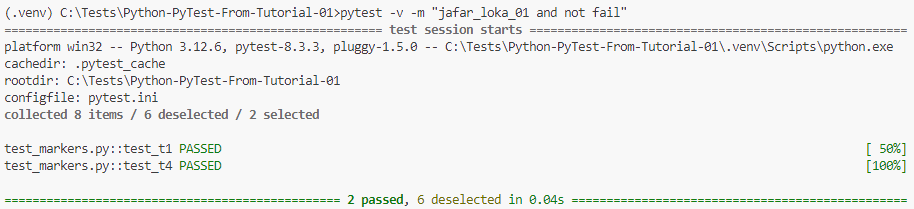 (.venv) C:\Tests\Python-PyTest-From-Tutorial-01>pytest -v -m "jafar_loka_01 and not fail"
====================================================== test session starts ======================================================
platform win32 -- Python 3.12.6, pytest-8.3.3, pluggy-1.5.0 -- C:\Tests\Python-PyTest-From-Tutorial-01\.venv\Scripts\python.exe
cachedir: .pytest_cache
rootdir: C:\Tests\Python-PyTest-From-Tutorial-01
configfile: pytest.ini
collected 8 items / 6 deselected / 2 selected
test_markers.py::test_t1 PASSED [ 50%]
test_markers.py::test_t4 PASSED [100%]
================================================ 2 passed, 6 deselected in 0.04s ================================================